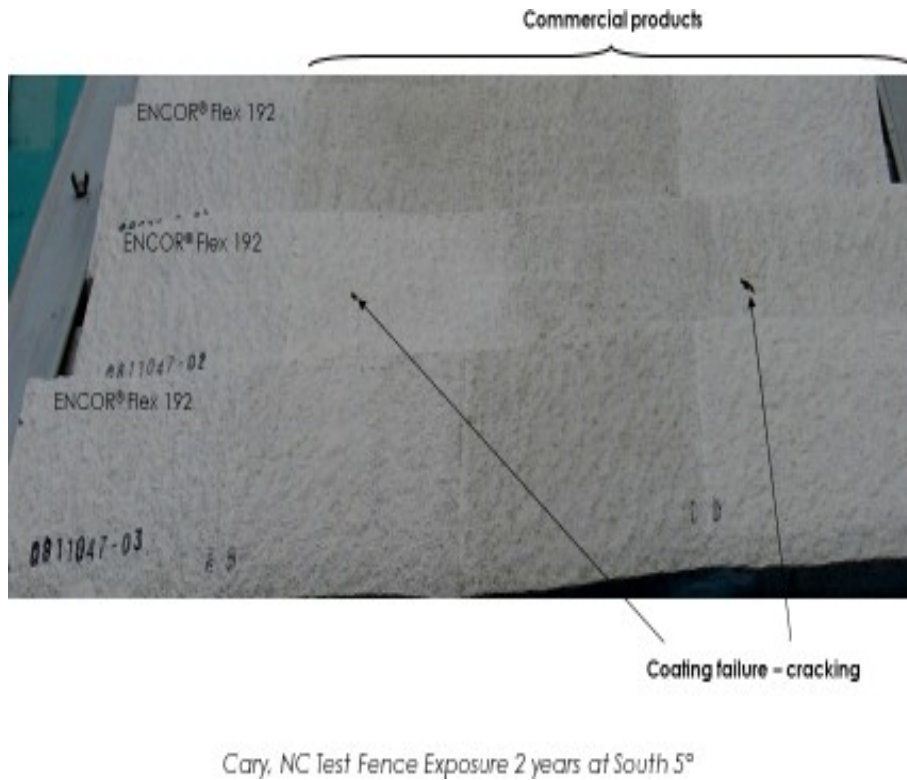 Commercial products
ENCOR® Flex 192
ENCOR® Flex 192
0811047-02
ENCOR® Flex 192
0811047-03
Coating failure – cracking
Cary, NC Test Fence Exposure 2 years at South 5°